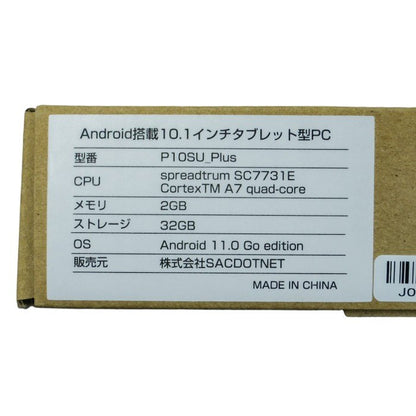 Android搭載10.1インチタブレット型PC
型番 P10SU_Plus
CPU spreadtrum SC7731E
CortexTM A7 quad-core
メモリ 2GB
ストレージ 32GB
OS Android 11.0 Go edition
販売元 株式会社SACDOTNET
MADE IN CHINA
JO